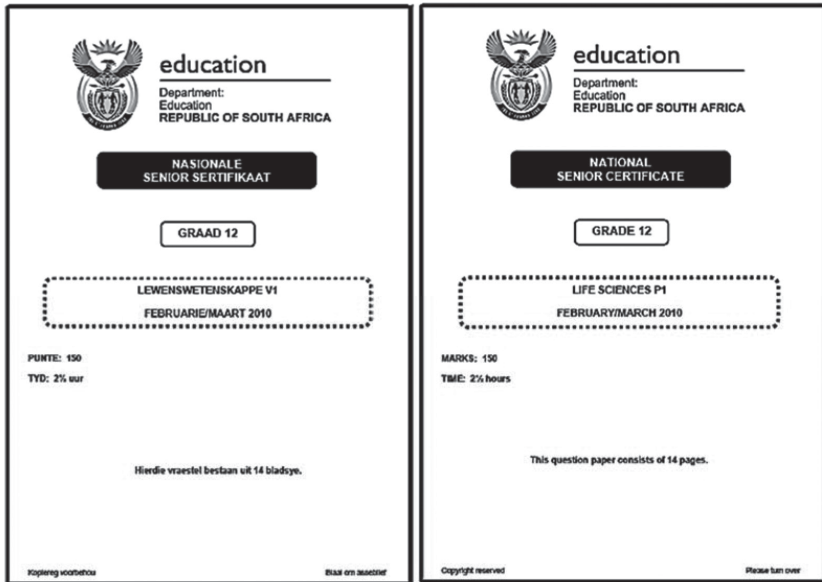 education
Department:
Education
REPUBLIC OF SOUTH AFRICA
NASIONALE
SENIOR SERTIFIKAAT
GRAAD 12
LEWENSWETENSKAPPE V1
FEBRUARIE/MAART 2010
PUNTE: 150
TYD: 2½ uur
Hierdie vraestel bestaan uit 14 bladsye.
Kopiereg voorbehou
Blaai om asseblief
education
Department:
Education
REPUBLIC OF SOUTH AFRICA
NATIONAL
SENIOR CERTIFICATE
GRADE 12
LIFE SCIENCES P1
FEBRUARY/MARCH 2010
MARKS: 150
TIME: 2½ hours
This question paper consists of 14 pages.
Copyright reserved
Please turn over